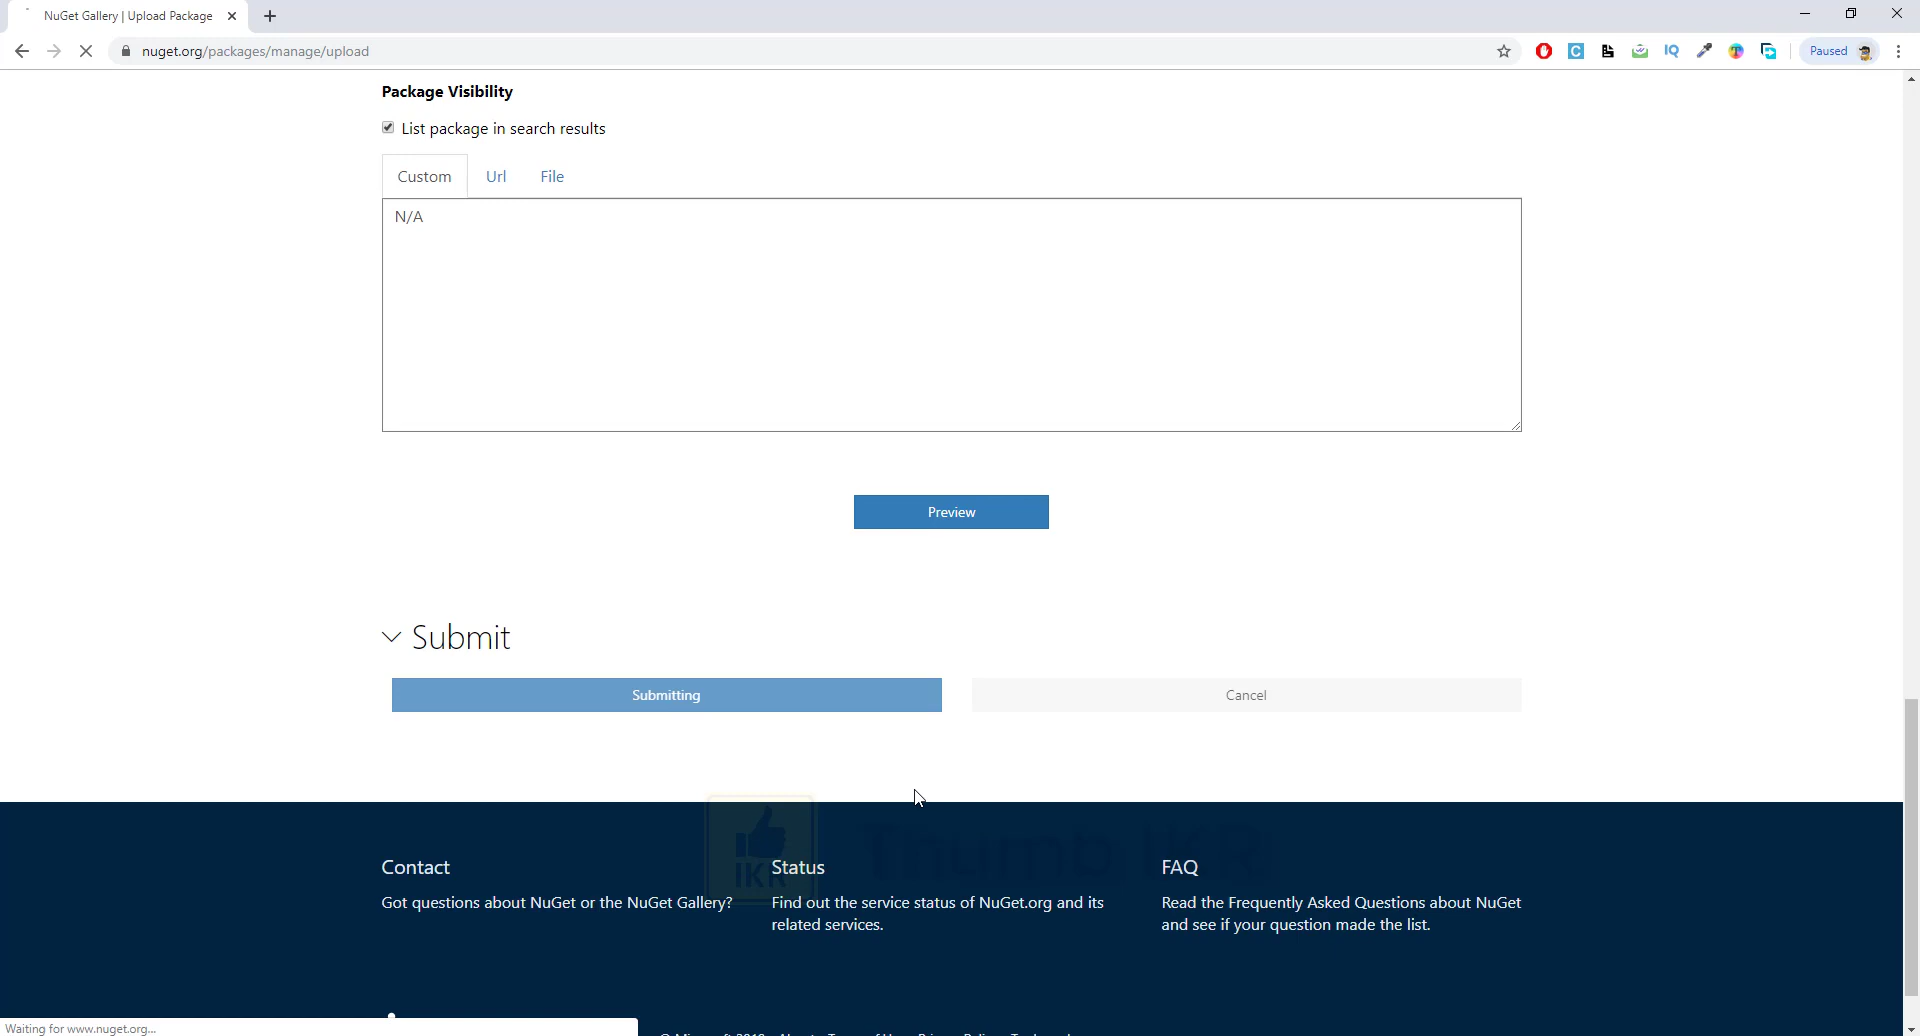 NuGet Gallery | Upload Package
nuget.org/packages/manage/upload
Paused
Package Visibility
List package in search results
Custom
Url
File
N/A
Preview
Submit
Submitting
Cancel
IKR
Thumb IKR
Contact
Status
FAQ
Got questions about NuGet or the NuGet Gallery?
Find out the service status of NuGet.org and its
related services.
Read the Frequently Asked Questions about NuGet
and see if your question made the list.
Waiting for www.nuget.org...